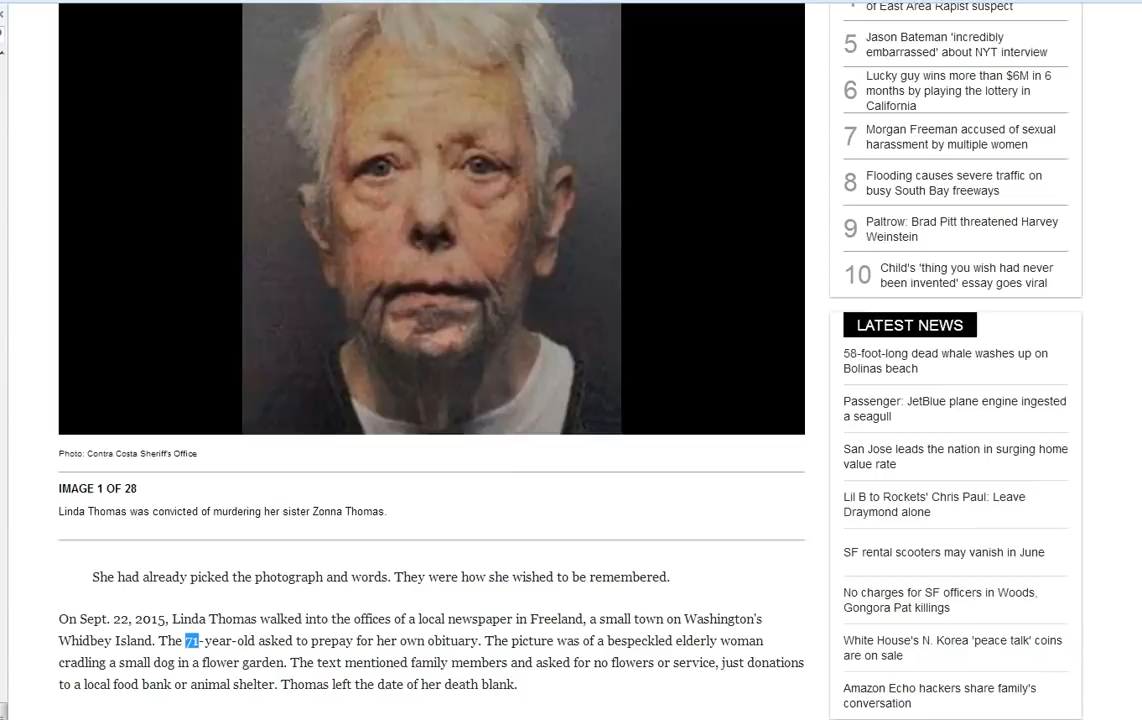 of East Area Rapist suspect
5
Jason Bateman 'incredibly
embarrassed' about NYT interview
6
Lucky guy wins more than $6M in 6
months by playing the lottery in
California
7
Morgan Freeman accused of sexual
harassment by multiple women
8
Flooding causes severe traffic on
busy South Bay freeways
9
Paltrow: Brad Pitt threatened Harvey
Weinstein
10
Child's 'thing you wish had never
been invented' essay goes viral
Photo: Contra Costa Sheriff's Office
IMAGE 1 OF 28
Linda Thomas was convicted of murdering her sister Zonna Thomas.
She had already picked the photograph and words. They were how she wished to be remembered.
On Sept. 22, 2015, Linda Thomas walked into the offices of a local newspaper in Freeland, a small town on Washington's
Whidbey Island. The 71-year-old asked to prepay for her own obituary. The picture was of a bespeckled elderly woman
cradling a small dog in a flower garden. The text mentioned family members and asked for no flowers or service, just donations
to a local food bank or animal shelter. Thomas left the date of her death blank.
LATEST NEWS
58-foot-long dead whale washes up on
Bolinas beach
Passenger: JetBlue plane engine ingested
a seagull
San Jose leads the nation in surging home
value rate
Lil B to Rockets' Chris Paul: Leave
Draymond alone
SF rental scooters may vanish in June
No charges for SF officers in Woods,
Gongora Pat killings
White House's N. Korea 'peace talk' coins
are on sale
Amazon Echo hackers share family's
conversation